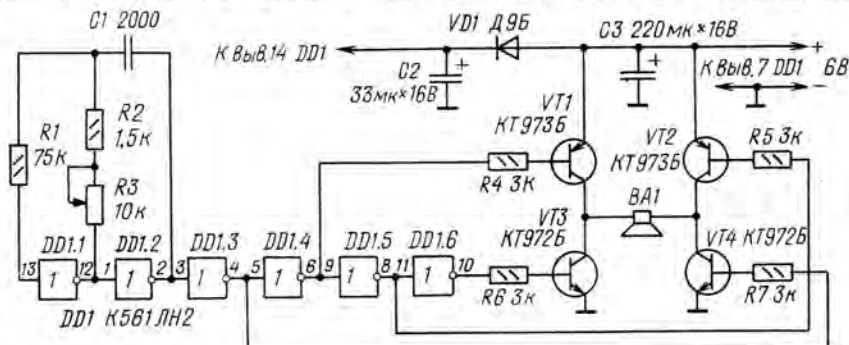 C1 2000
VD1 Д9Б
C3 220мк×16В
+
К Выв.14 DD1
+
+
C2
33мк×16В
К Выв.7 DD1
6В
−
R1
75к
R2
1,5к
VT1
КТ973Б
VT2
КТ973Б
R5 3к
R4 3к
R3
10к
BA1
VT3
КТ972Б
DD1.1
DD1.2
DD1.3
DD1.4
DD1.5
DD1.6
VT4 КТ972Б
13
1
12
1
1
2
3
1
4
5
1
6
9
1
8
11
1
10
R6 3к
R7 3к
DD1 К561ЛН2